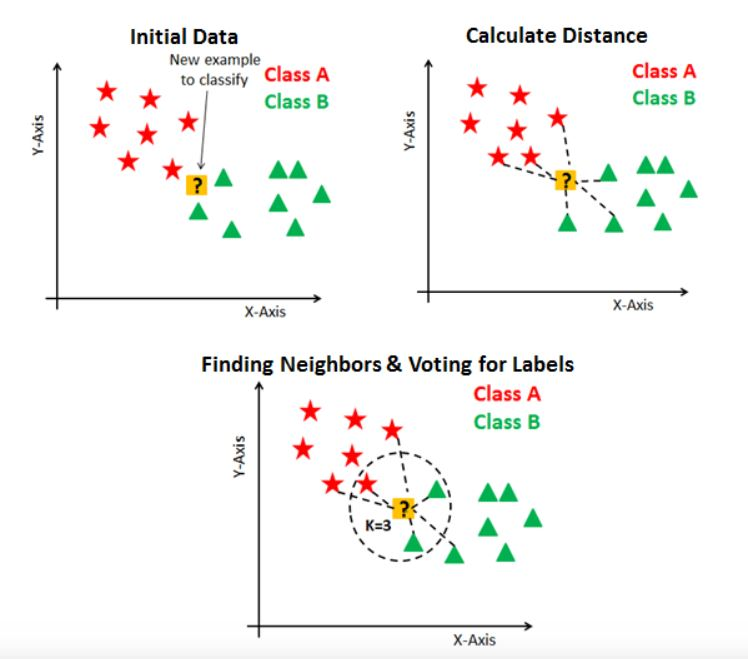 Initial Data
New example
to classify
Class A
Class B
Y-Axis
?
X-Axis
Calculate Distance
Class A
Class B
Y-Axis
?
X-Axis
Finding Neighbors & Voting for Labels
Class A
Class B
Y-Axis
?
K=3
X-Axis